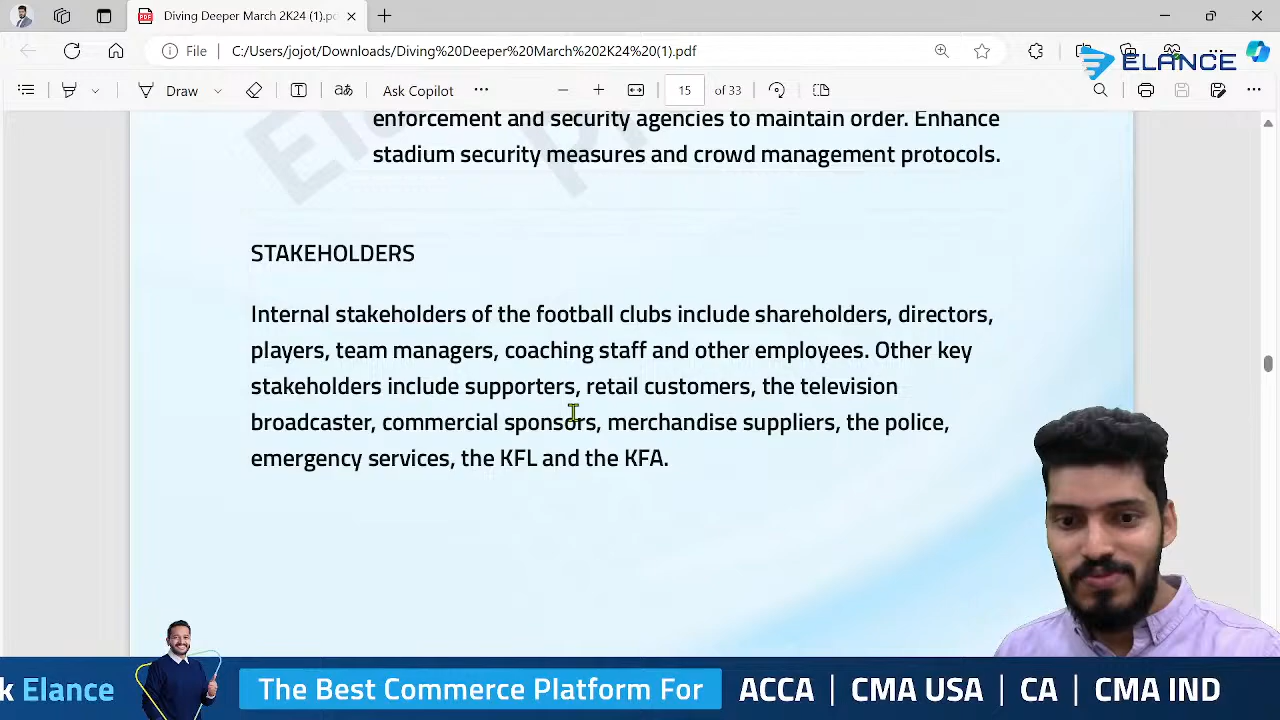 Diving Deeper March 2K24 (1).pd
File C:/Users/jojot/Downloads/Diving%20Deeper%20March%202K24%20(1).pdf
ELANCE
Draw Ask Copilot 15 of 33
enforcement and security agencies to maintain order. Enhance
stadium security measures and crowd management protocols.
STAKEHOLDERS
Internal stakeholders of the football clubs include shareholders, directors,
players, team managers, coaching staff and other employees. Other key
stakeholders include supporters, retail customers, the television
broadcaster, commercial sponsors, merchandise suppliers, the police,
emergency services, the KFL and the KFA.
k Elance The Best Commerce Platform For ACCA | CMA USA | CA | CMA IND